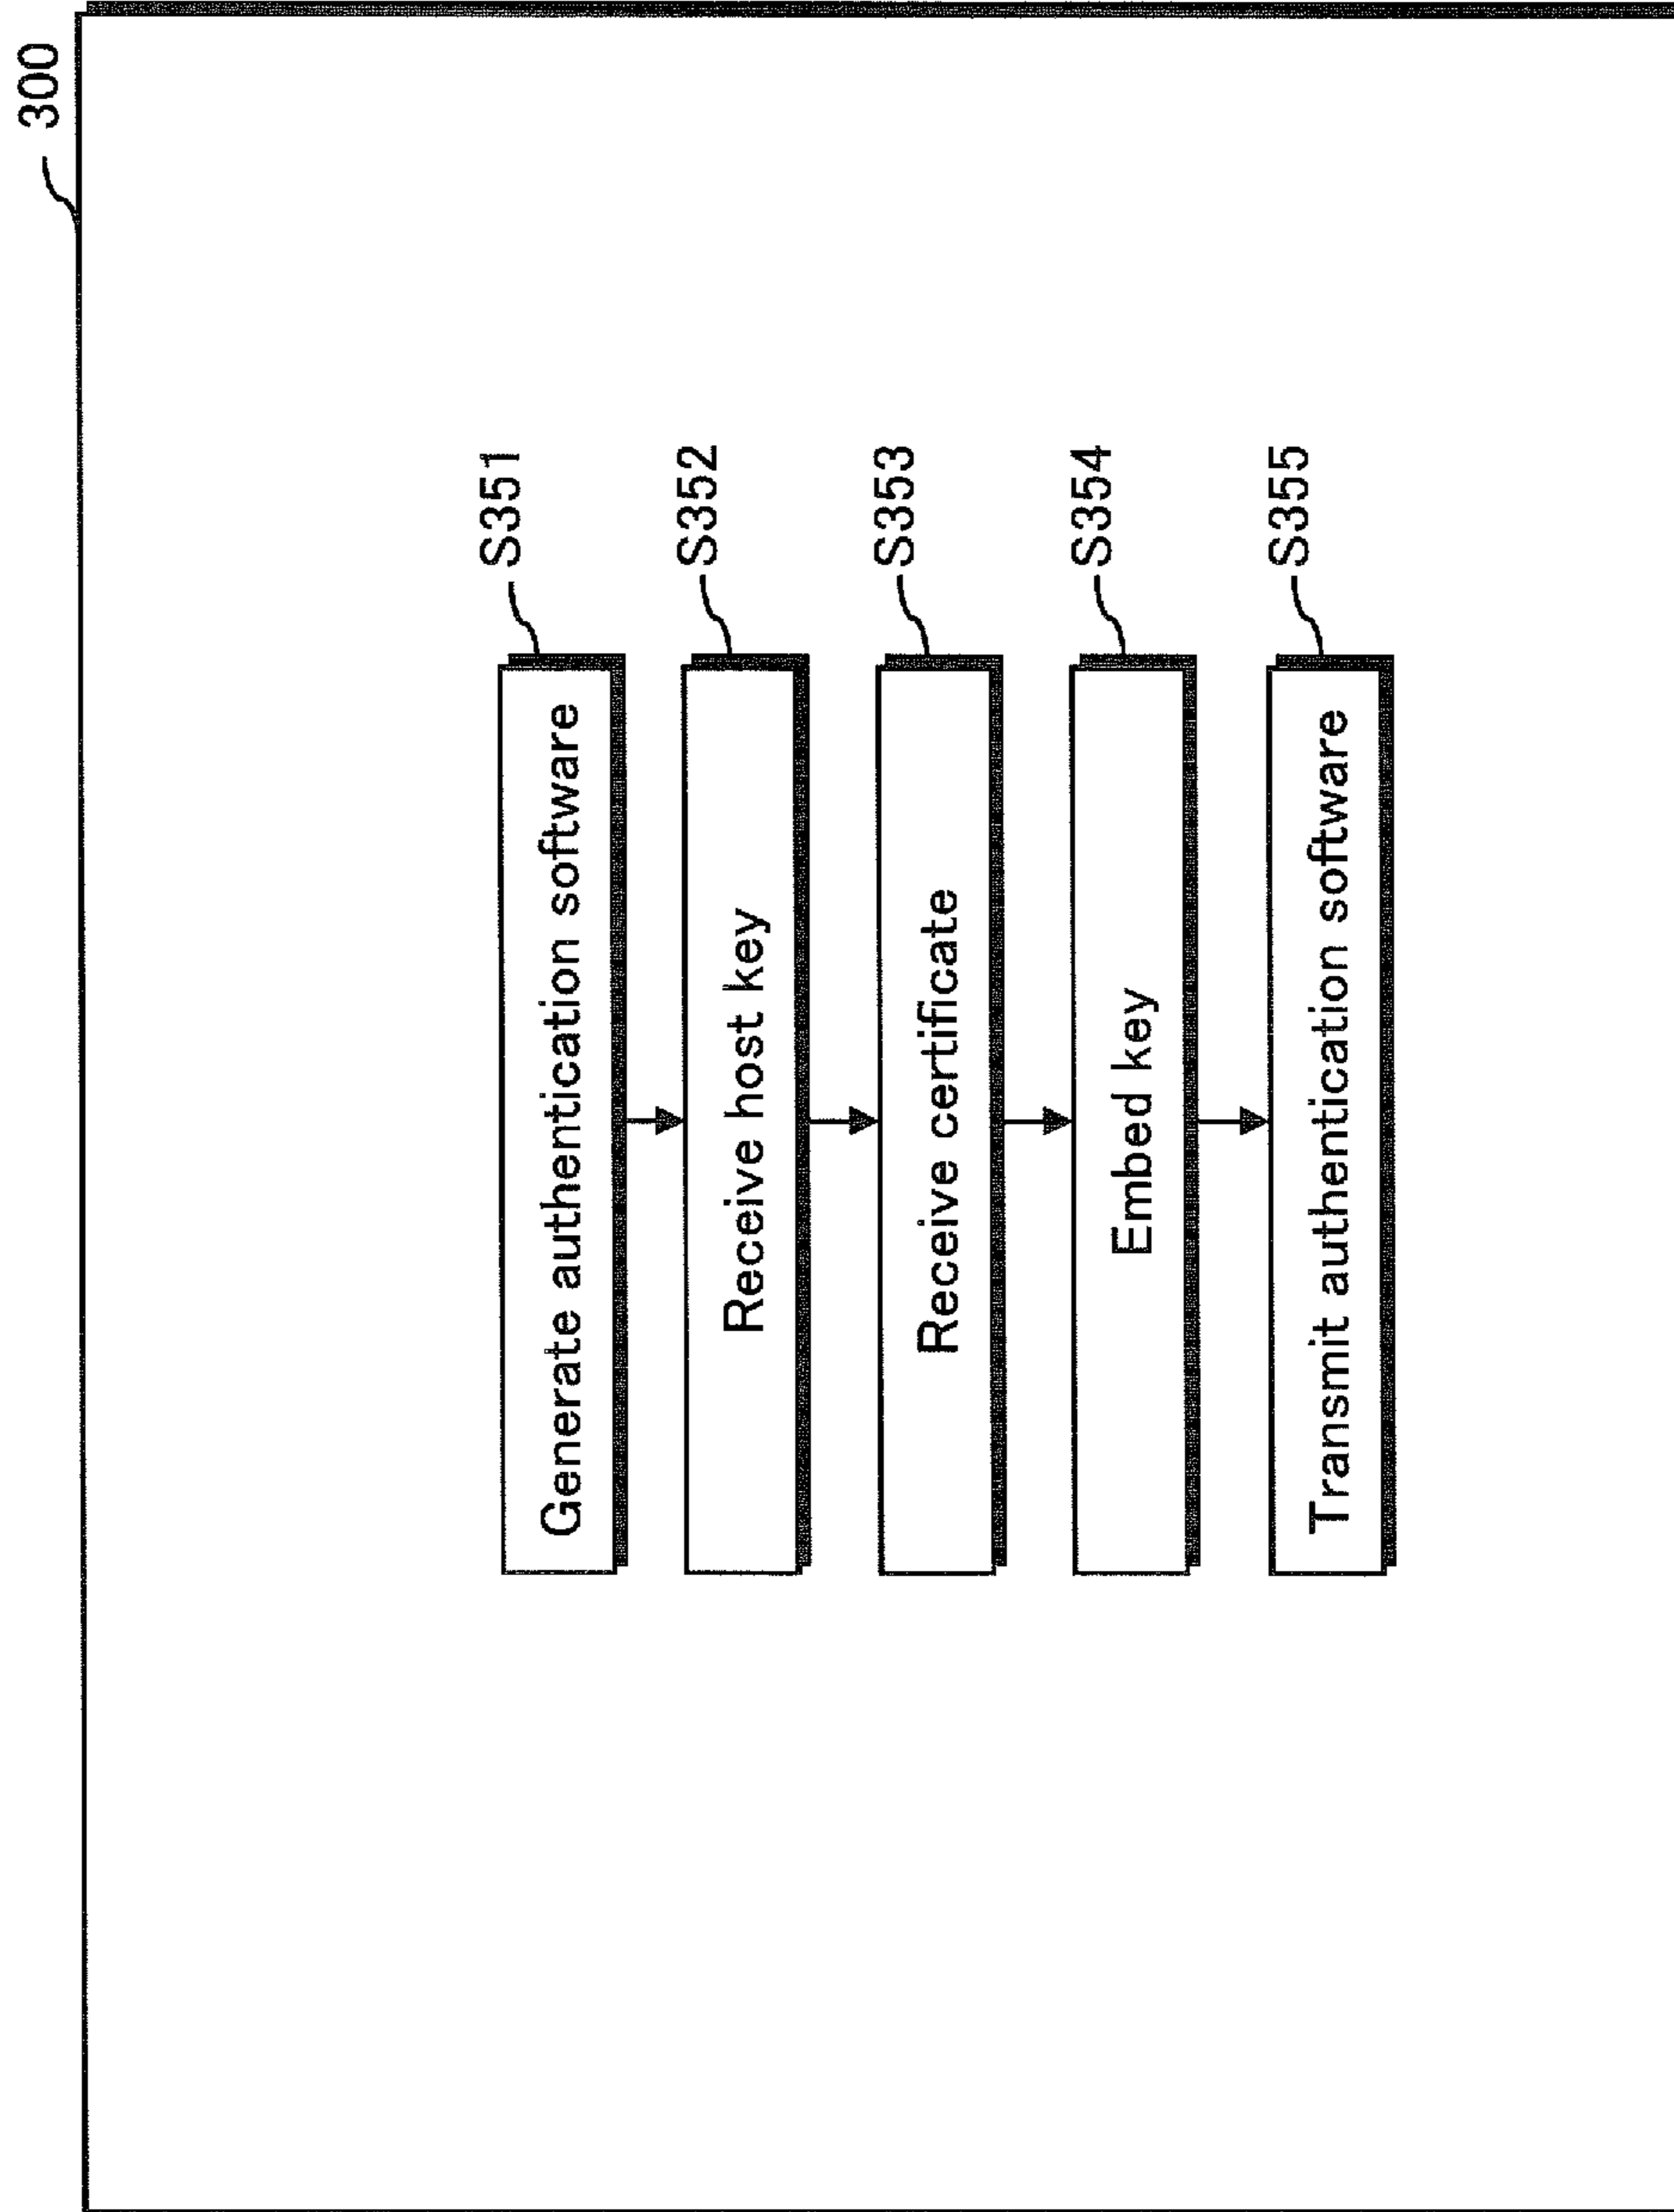 300
Generate authentication software
S351
Receive host key
S352
Receive certificate
S353
Embed key
S354
Transmit authentication software
S355